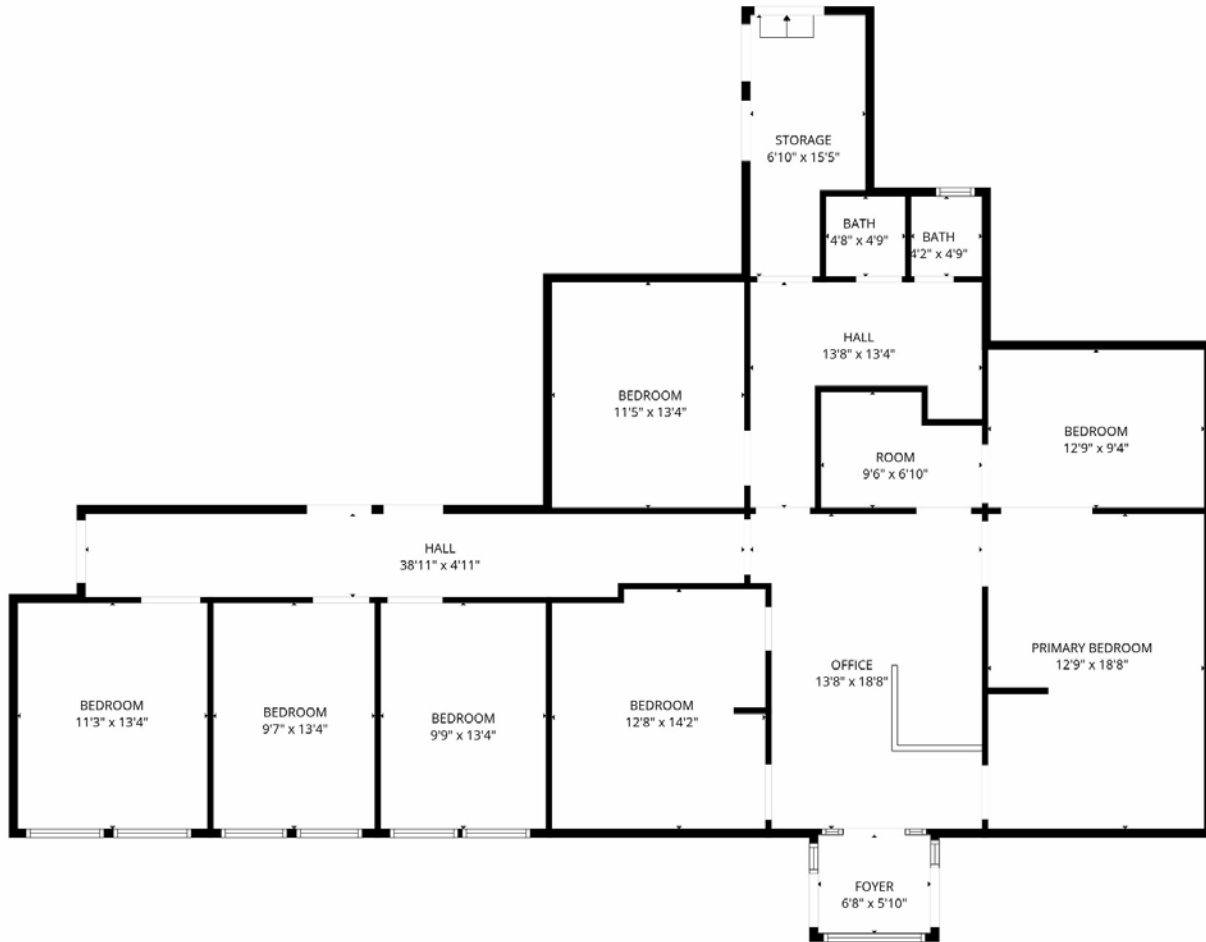 STORAGE
6'10" x 15'5"
BATH
4'8" x 4'9"
BATH
4'2" x 4'9"
HALL
13'8" x 13'4"
BEDROOM
11'5" x 13'4"
BEDROOM
12'9" x 9'4"
ROOM
9'6" x 6'10"
HALL
38'11" x 4'11"
OFFICE
13'8" x 18'8"
PRIMARY BEDROOM
12'9" x 18'8"
BEDROOM
11'3" x 13'4"
BEDROOM
9'7" x 13'4"
BEDROOM
9'9" x 13'4"
BEDROOM
12'8" x 14'2"
FOYER
6'8" x 5'10"